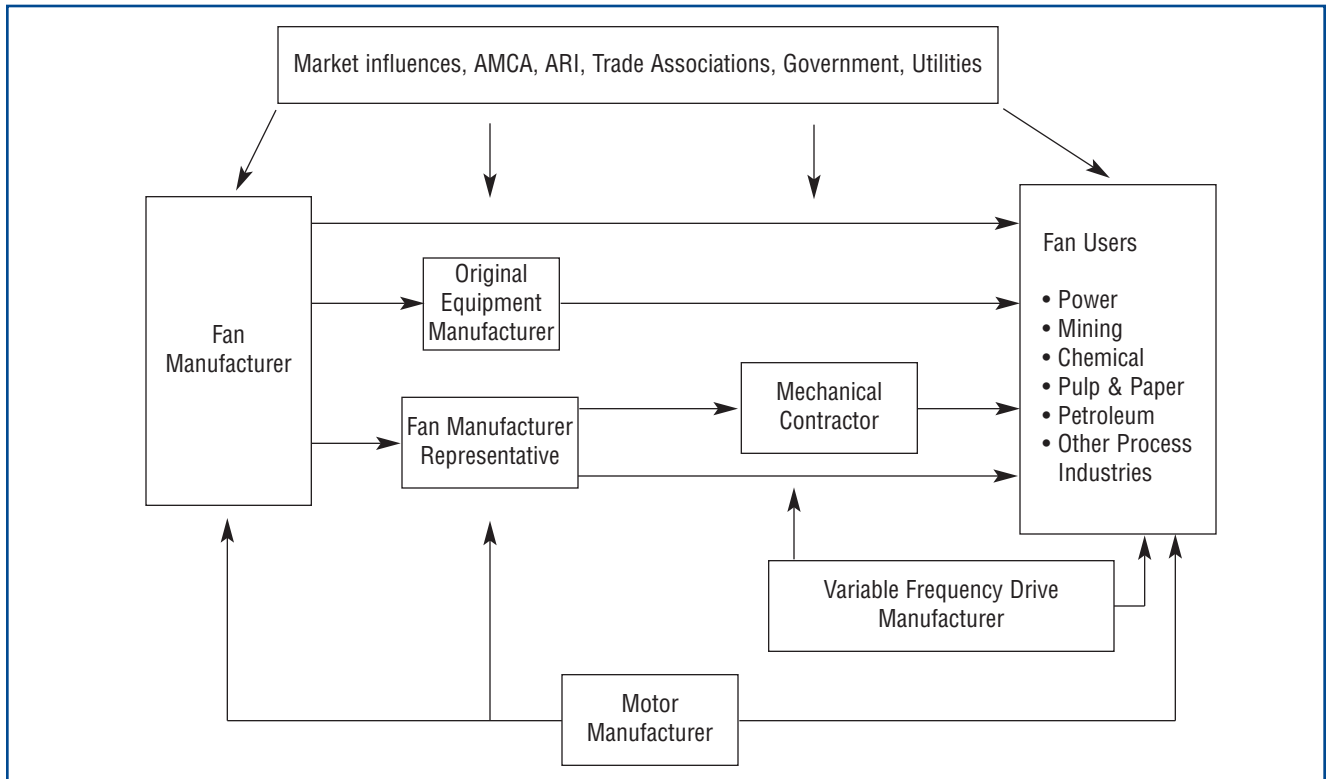 Market influences, AMCA, ARI, Trade Associations, Government, Utilities
Fan
Manufacturer
Original
Equipment
Manufacturer
Fan Manufacturer
Representative
Mechanical
Contractor
Fan Users
• Power
• Mining
• Chemical
• Pulp & Paper
• Petroleum
• Other Process
Industries
Variable Frequency Drive
Manufacturer
Motor
Manufacturer